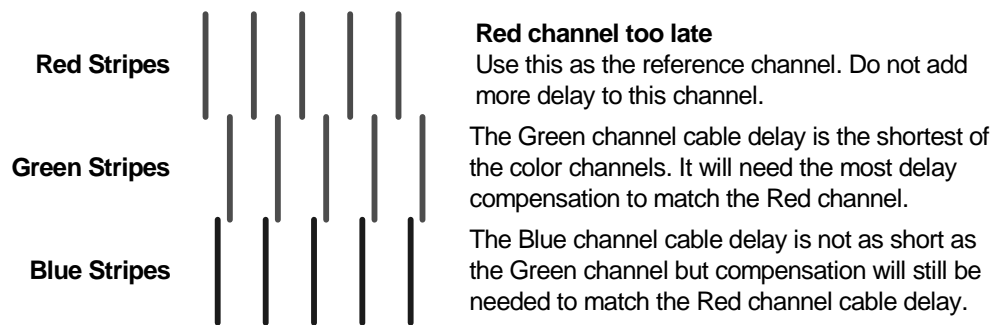 Red Stripes
Red channel too late
Use this as the reference channel. Do not add
more delay to this channel.
Green Stripes
The Green channel cable delay is the shortest of
the color channels. It will need the most delay
compensation to match the Red channel.
Blue Stripes
The Blue channel cable delay is not as short as
the Green channel but compensation will still be
needed to match the Red channel cable delay.